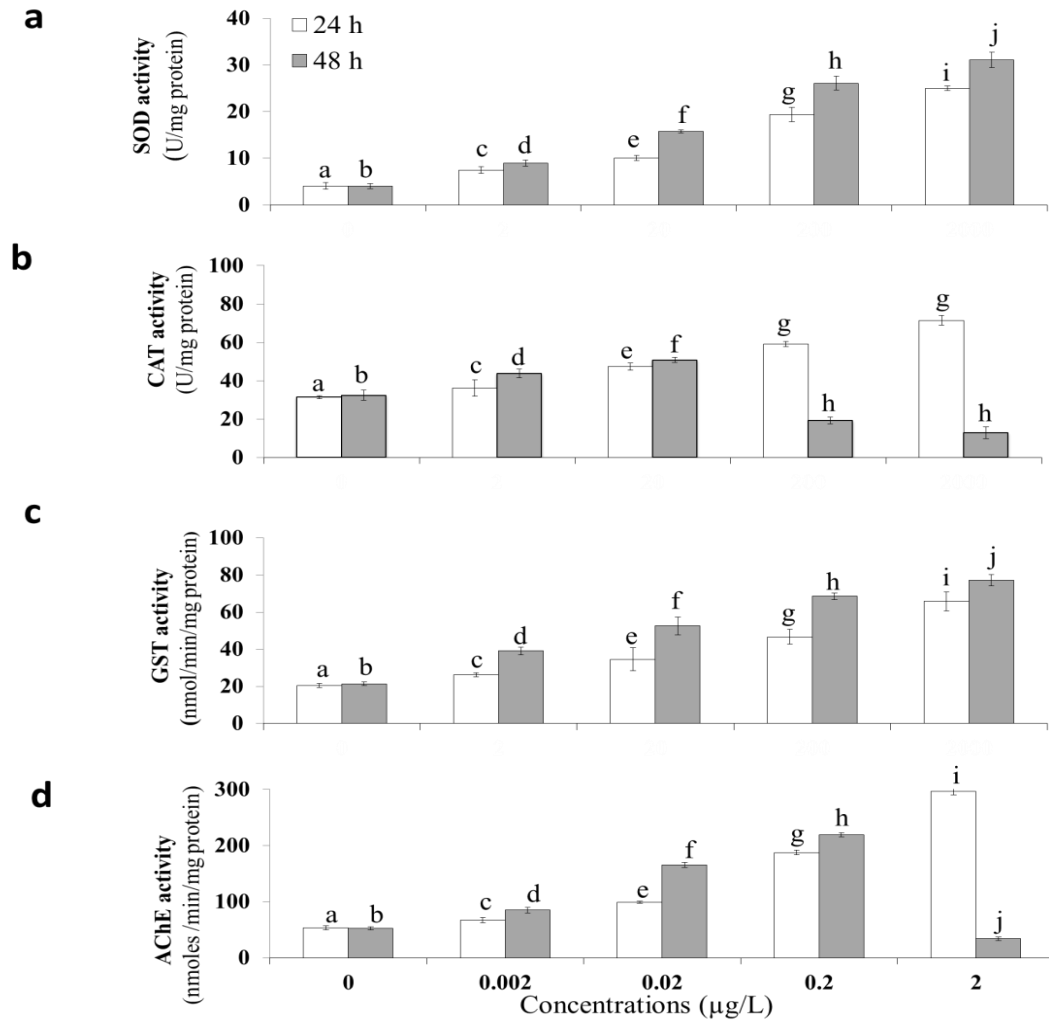 a
40
30
20
10
0
SOD activity
(U/mg protein)
24 h
48 h
a b c d e f g h i j
b
100
80
60
40
20
0
CAT activity
(U/mg protein)
a b c d e f g h g h
c
100
80
60
40
20
0
GST activity
(nmol/min/mg protein)
a b c d e f g h i j
d
300
200
100
0
AChE activity
(nmoles /min/mg protein)
a b c d e f g h i j
0 0.002 0.02 0.2 2
Concentrations (µg/L)